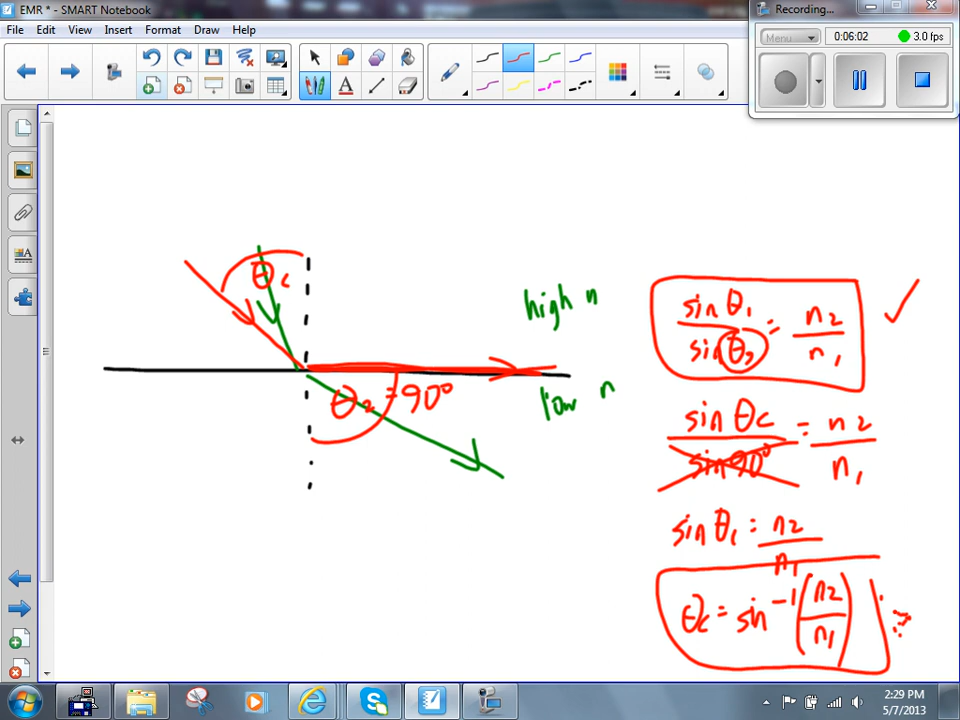 EMR * - SMART Notebook
File Edit View Insert Format Draw Help
Recording...
Menu 0:06:02 3.0 fps
θc
high n
low n
θ2 = 90°
sin θ1 / sin θ2 = n2 / n1 ✓
sin θc / sin 90° = n2 / n1
sin θc = n2 / n1
θc = sin⁻¹ (n2 / n1)
2:29 PM
5/7/2013